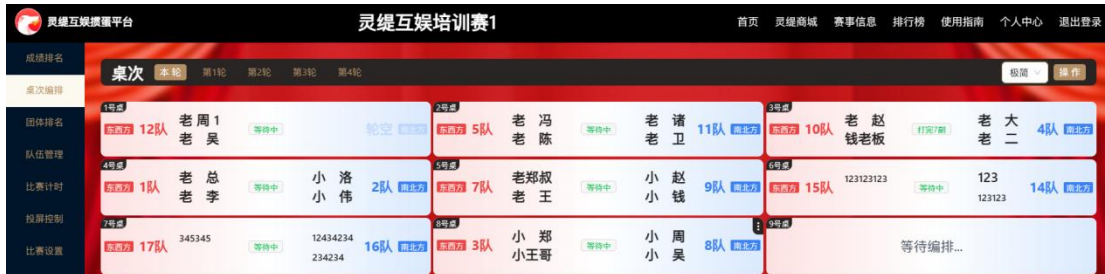 灵缇互娱掼蛋平台 灵缇互娱培训赛1 首页 灵缇商城 赛事信息 排行榜 使用指南 个人中心 退出登录
成绩排名
桌次编排
团体排名
队伍管理
比赛计时
投屏控制
比赛设置
桌次 本轮 第1轮 第2轮 第3轮 第4轮 极简 操作
1号桌
东西方 12队 老周1 老吴 等待中 轮空 南北方
2号桌
东西方 5队 老冯 老陈 等待中 老诸 老卫 11队 南北方
3号桌
东西方 10队 老赵 钱老板 打完7副 老大 老二 4队 南北方
4号桌
东西方 1队 老总 老李 等待中 小洛 小伟 2队 南北方
5号桌
东西方 7队 老郑叔 老王 等待中 小赵 小钱 9队 南北方
6号桌
东西方 15队 123123123 等待中 123 123123 14队 南北方
7号桌
东西方 17队 345345 等待中 12434234 234234 16队 南北方
8号桌
东西方 3队 小郑 小王哥 等待中 小周 小吴 8队 南北方
9号桌
等待编排...